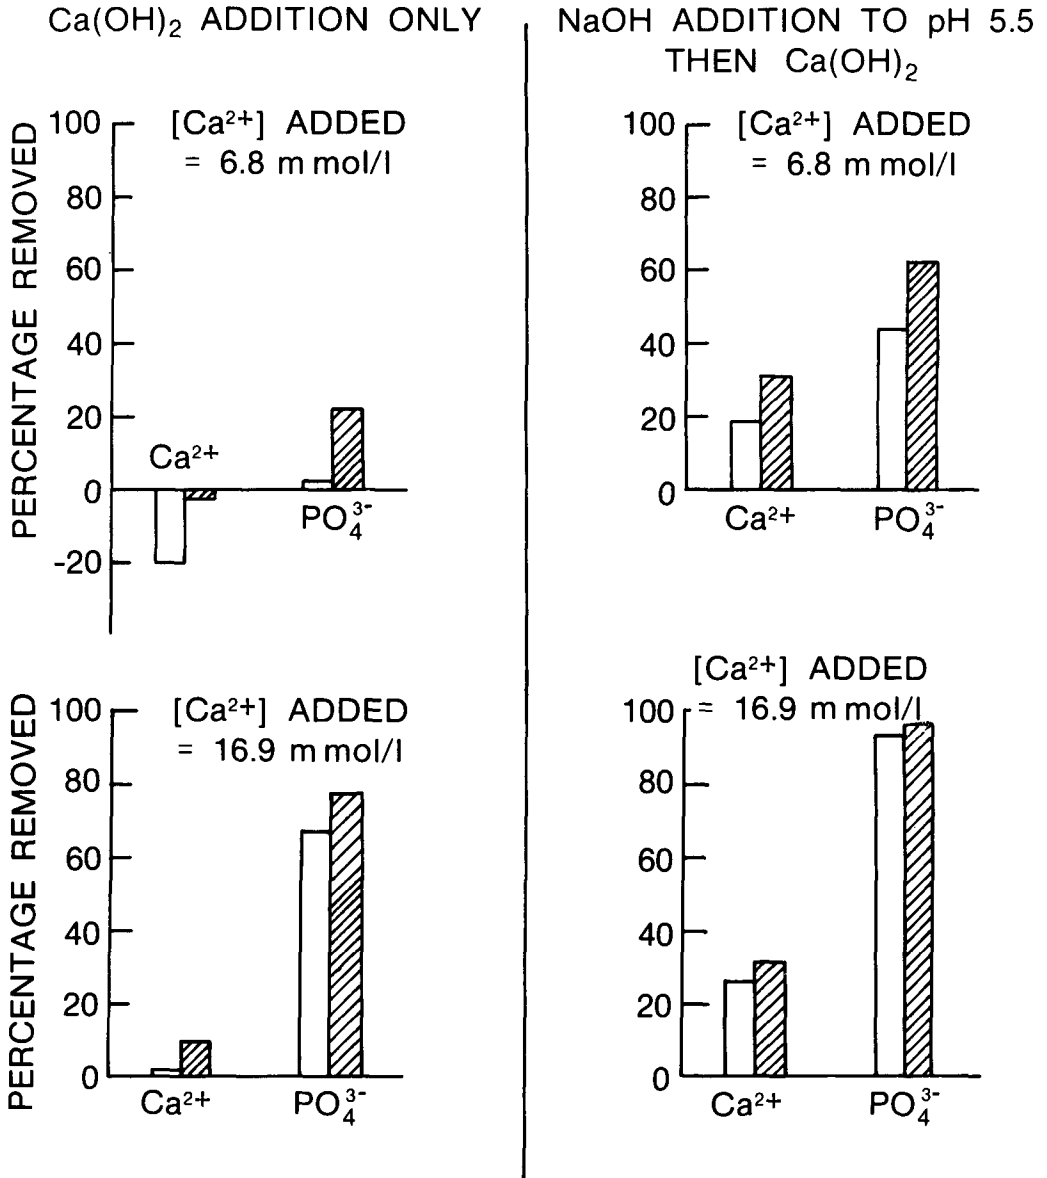 Ca(OH)₂ ADDITION ONLY
NaOH ADDITION TO pH 5.5
THEN Ca(OH)₂
PERCENTAGE REMOVED
[Ca²⁺] ADDED
= 6.8 m mol/l
100
80
60
40
20
0
-20
Ca²⁺
PO₄³⁻
[Ca²⁺] ADDED
= 6.8 m mol/l
100
80
60
40
20
0
Ca²⁺
PO₄³⁻
PERCENTAGE REMOVED
[Ca²⁺] ADDED
= 16.9 m mol/l
100
80
60
40
20
0
Ca²⁺
PO₄³⁻
[Ca²⁺] ADDED
= 16.9 m mol/l
100
80
60
40
20
0
Ca²⁺
PO₄³⁻